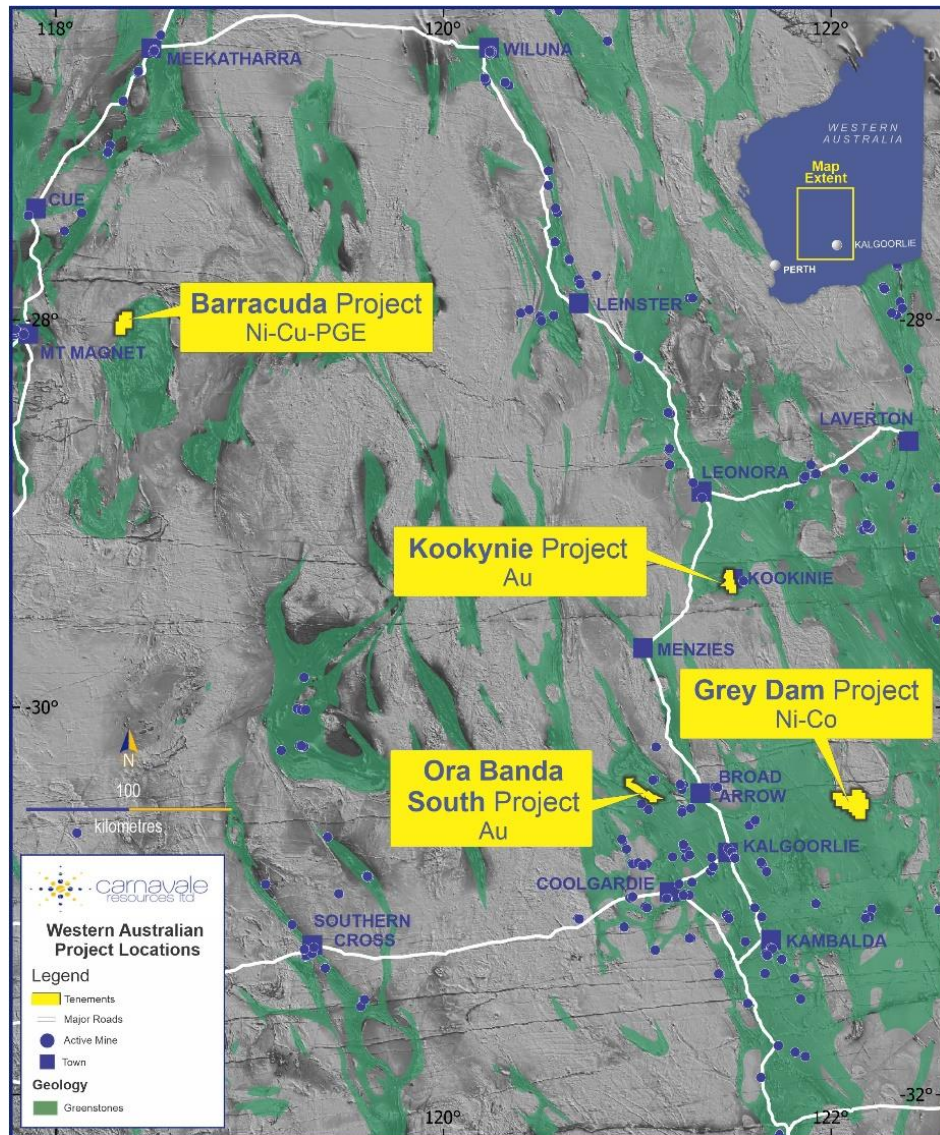 118°
120°
122°
MEEKATHARRA
WILUNA
WESTERN
AUSTRALIA
Map
Extent
KALGOORLIE
PERTH
CUE
Barracuda Project
Ni-Cu-PGE
-28°
LEINSTER
-28°
MT MAGNET
LAVERTON
LEONORA
Kookynie Project
Au
KOOKINIE
MENZIES
Grey Dam Project
Ni-Co
-30°
N
Ora Banda
South Project
Au
BROAD
ARROW
100
kilometres
KALGOORLIE
COOLGARDIE
carnavale
resources ltd
SOUTHERN
CROSS
KAMBALDA
Western Australian
Project Locations
Legend
Tenements
Major Roads
Active Mine
Town
Geology
Greenstones
120°
122°
-32°